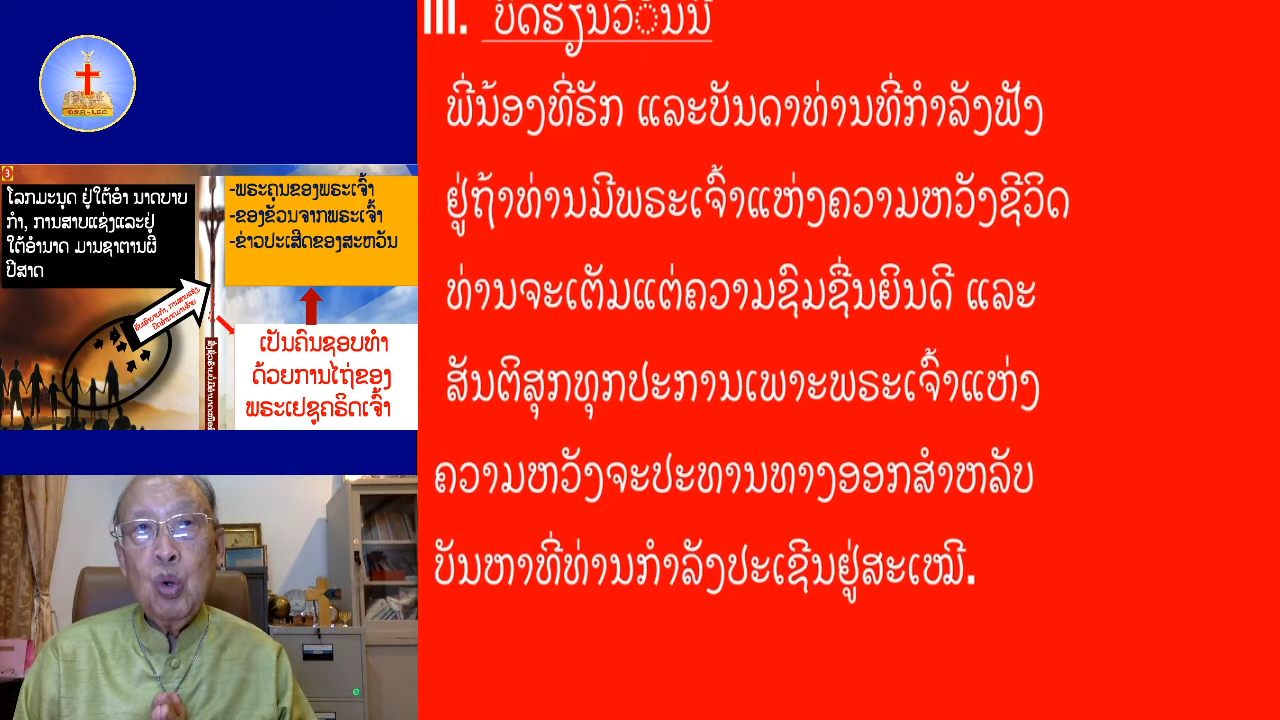 ຄ.ຣ.ລ - LEC
3
ໂລກມະນຸດ ຢູ່ໃຕ້ອຳ ນາດບາບ
ກຳ, ການສາບແຊ່ງແລະຢູ່
ໃຕ້ອຳນາດ ມານຊາຕານຜີ
ປີສາດ
-ພຣະຄຸນຂອງພຣະເຈົ້າ
-ຂອງຂັວນຈາກພຣະເຈົ້າ
-ຂ່າວປະເສີດຂອງສະຫວັນ
ເປັນຄົນຊອບທຳ
ດ້ວຍການໄຖ່ຂອງ
ພຣະເຢຊູຄຣິດເຈົ້າ
III. ບົດຮຽນວັນນີ້
ພີ່ນ້ອງທີ່ຮັກ ແລະບັນດາທ່ານທີ່ກຳລັງຟັງ
ຢູ່ຖ້າທ່ານມີພຣະເຈົ້າແຫ່ງຄວາມຫວັງຊີວິດ
ທ່ານຈະເຕັມແຕ່ຄວາມຊົມຊື່ນຍິນດີ ແລະ
ສັນຕິສຸກທຸກປະການເພາະພຣະເຈົ້າແຫ່ງ
ຄວາມຫວັງຈະປະທານທາງອອກສຳຫລັບ
ບັນຫາທີ່ທ່ານກຳລັງປະເຊີນຢູ່ສະເໝີ.